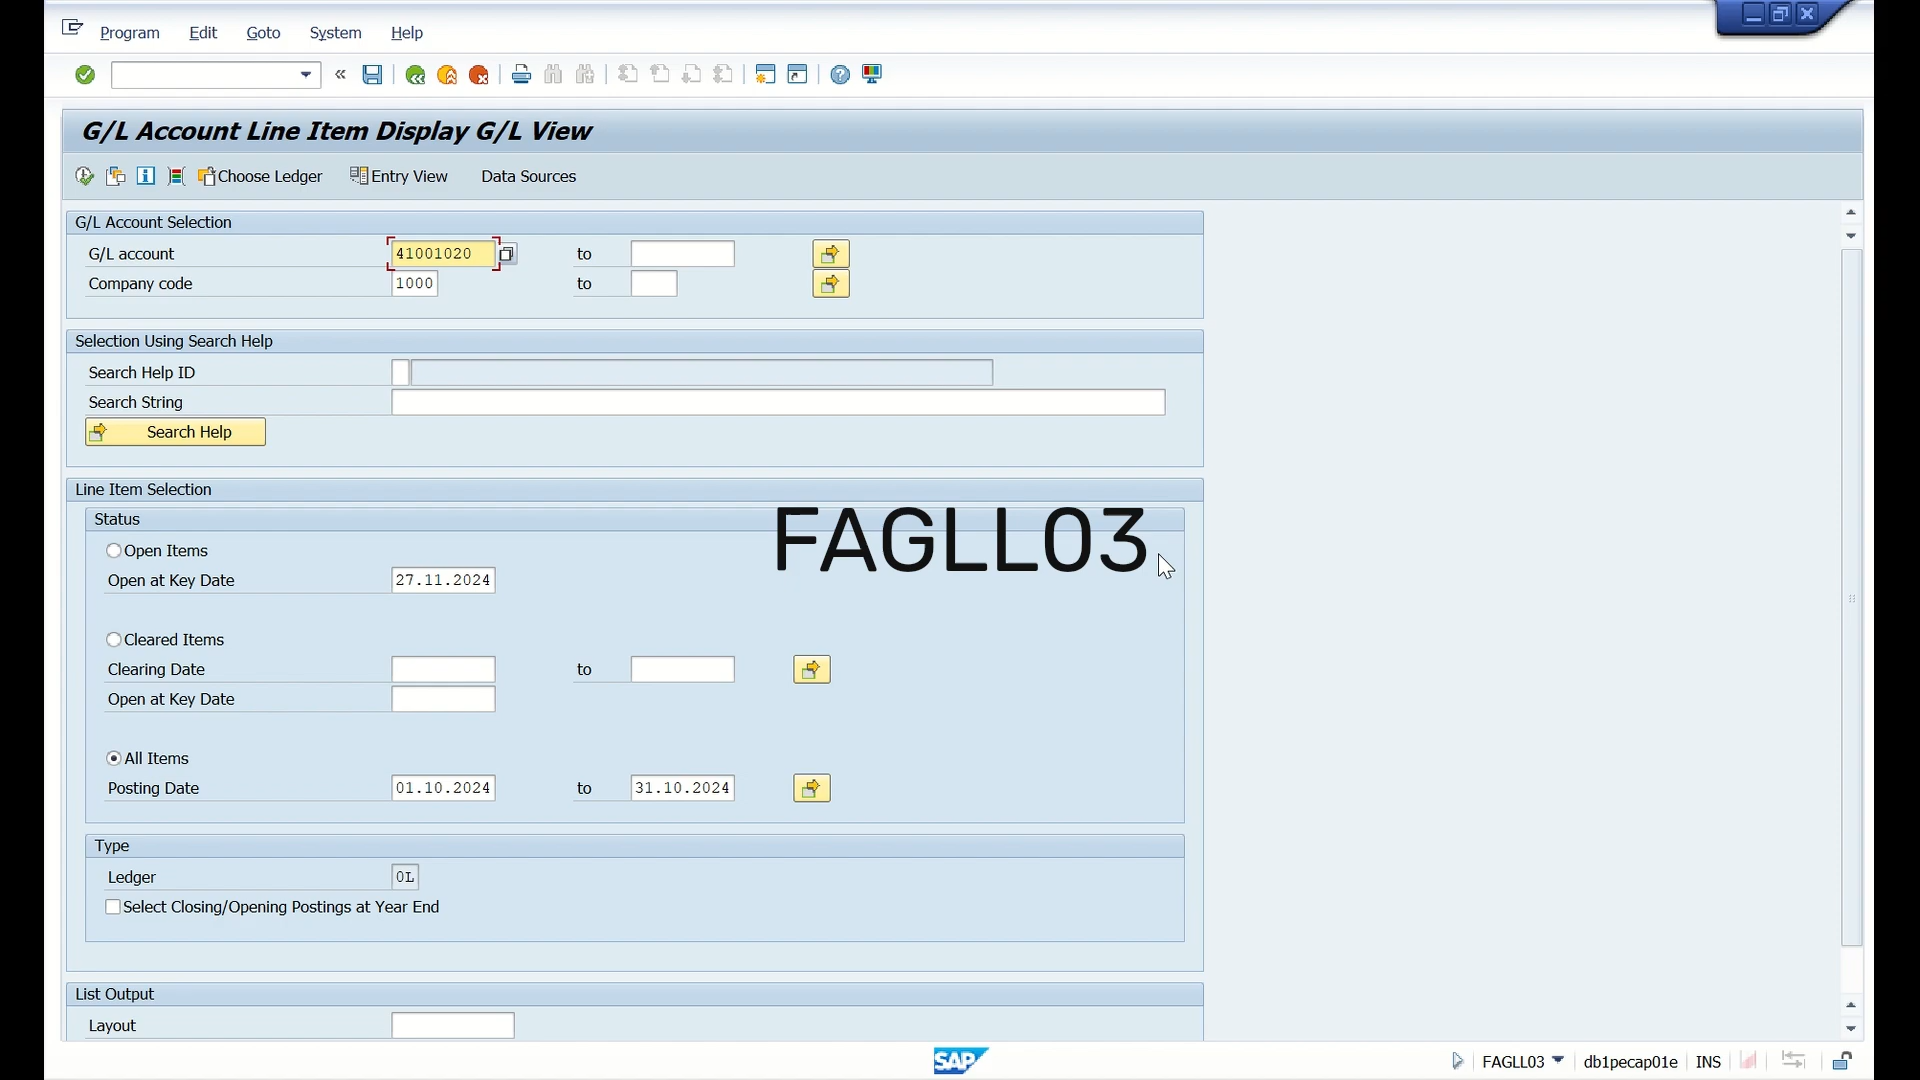 Program Edit Goto System Help
G/L Account Line Item Display G/L View
Choose Ledger Entry View Data Sources
G/L Account Selection
G/L account 41001020 to
Company code 1000 to
Selection Using Search Help
Search Help ID
Search String
Search Help
Line Item Selection
Status
FAGLL03
Open Items
Open at Key Date 27.11.2024
Cleared Items
Clearing Date to
Open at Key Date
All Items
Posting Date 01.10.2024 to 31.10.2024
Type
Ledger 0L
Select Closing/Opening Postings at Year End
List Output
Layout
SAP FAGLL03 db1pecap01e INS